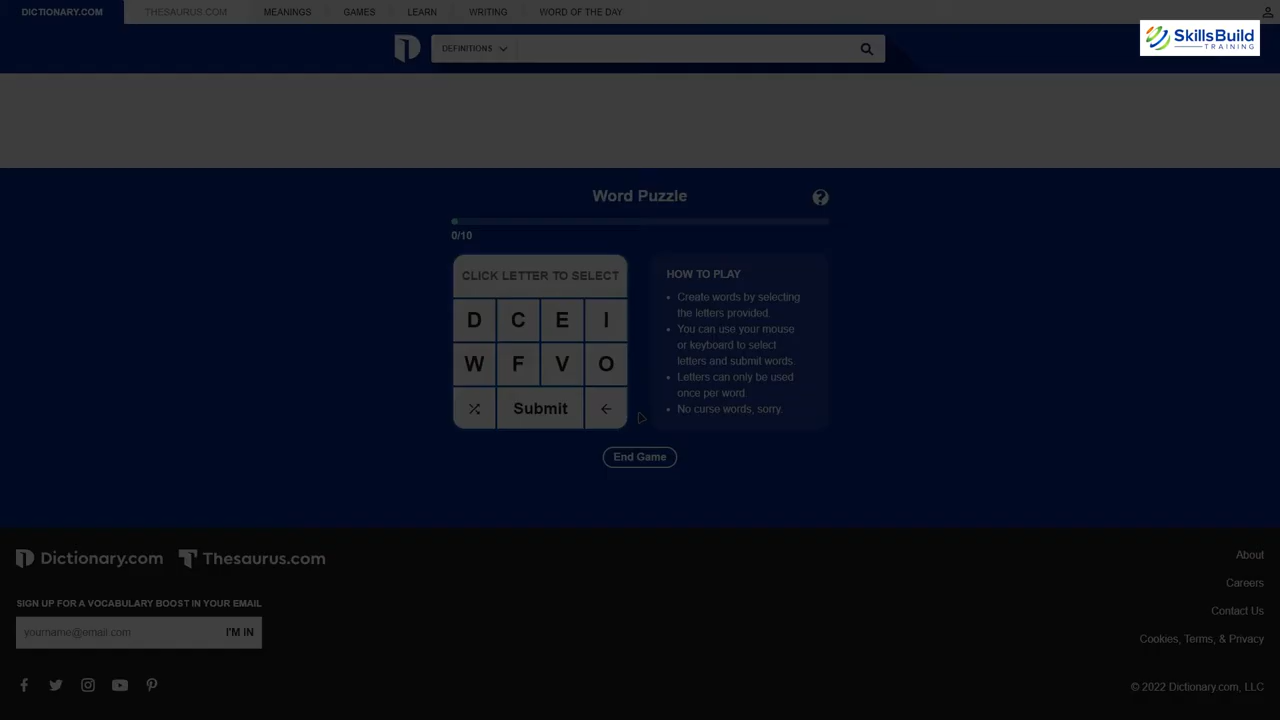 DICTIONARY.COM THESAURUS.COM MEANINGS GAMES LEARN WRITING WORD OF THE DAY
SkillsBuild
TRAINING
DEFINITIONS
Word Puzzle
0/10
CLICK LETTER TO SELECT
D C E I
W F V O
Submit
HOW TO PLAY
Create words by selecting
the letters provided.
You can use your mouse
or keyboard to select
letters and submit words.
Letters can only be used
once per word.
No curse words, sorry.
End Game
Dictionary.com Thesaurus.com
SIGN UP FOR A VOCABULARY BOOST IN YOUR EMAIL
yourname@email.com I'M IN
About
Careers
Contact Us
Cookies, Terms, & Privacy
© 2022 Dictionary.com, LLC